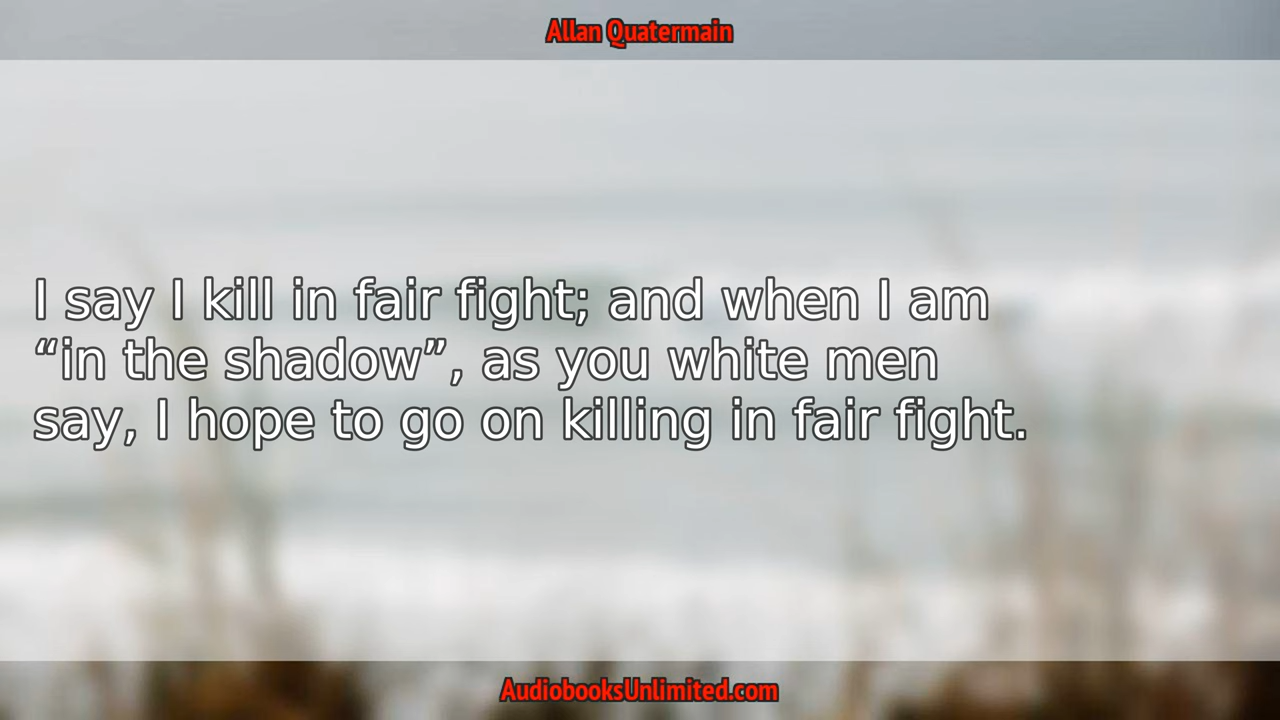 Allan Quatermain
I say I kill in fair fight; and when I am
“in the shadow”, as you white men
say, I hope to go on killing in fair fight.
AudiobooksUnlimited.com